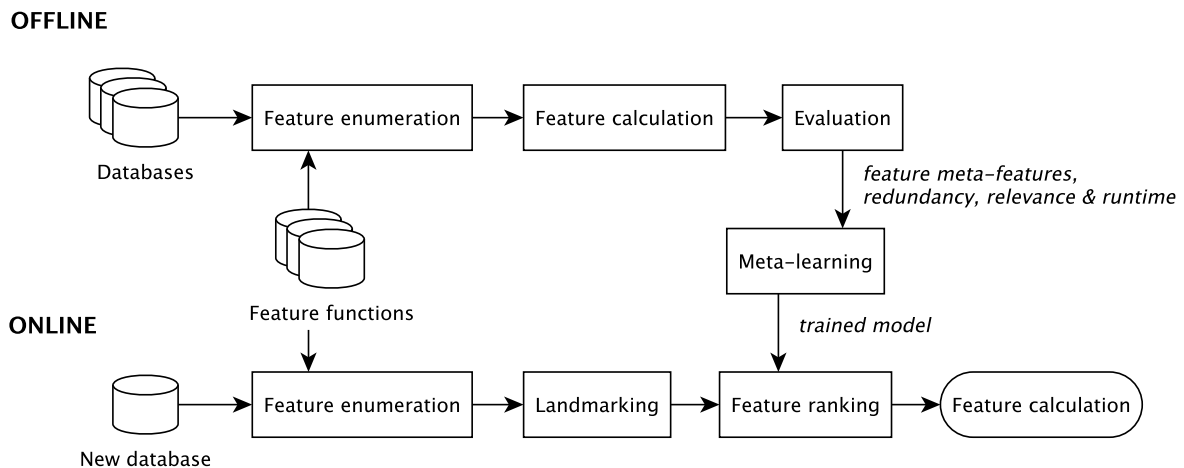 OFFLINE
Feature enumeration
Feature calculation
Evaluation
Databases
feature meta-features,
redundancy, relevance & runtime
Meta-learning
Feature functions
ONLINE
trained model
Feature enumeration
Landmarking
Feature ranking
Feature calculation
New database